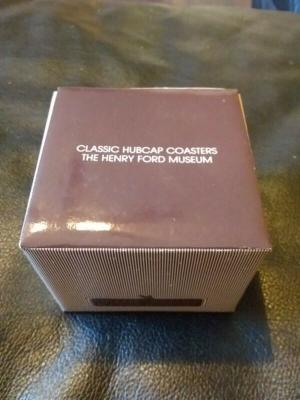 CLASSIC HUBCAP COASTERS
THE HENRY FORD MUSEUM